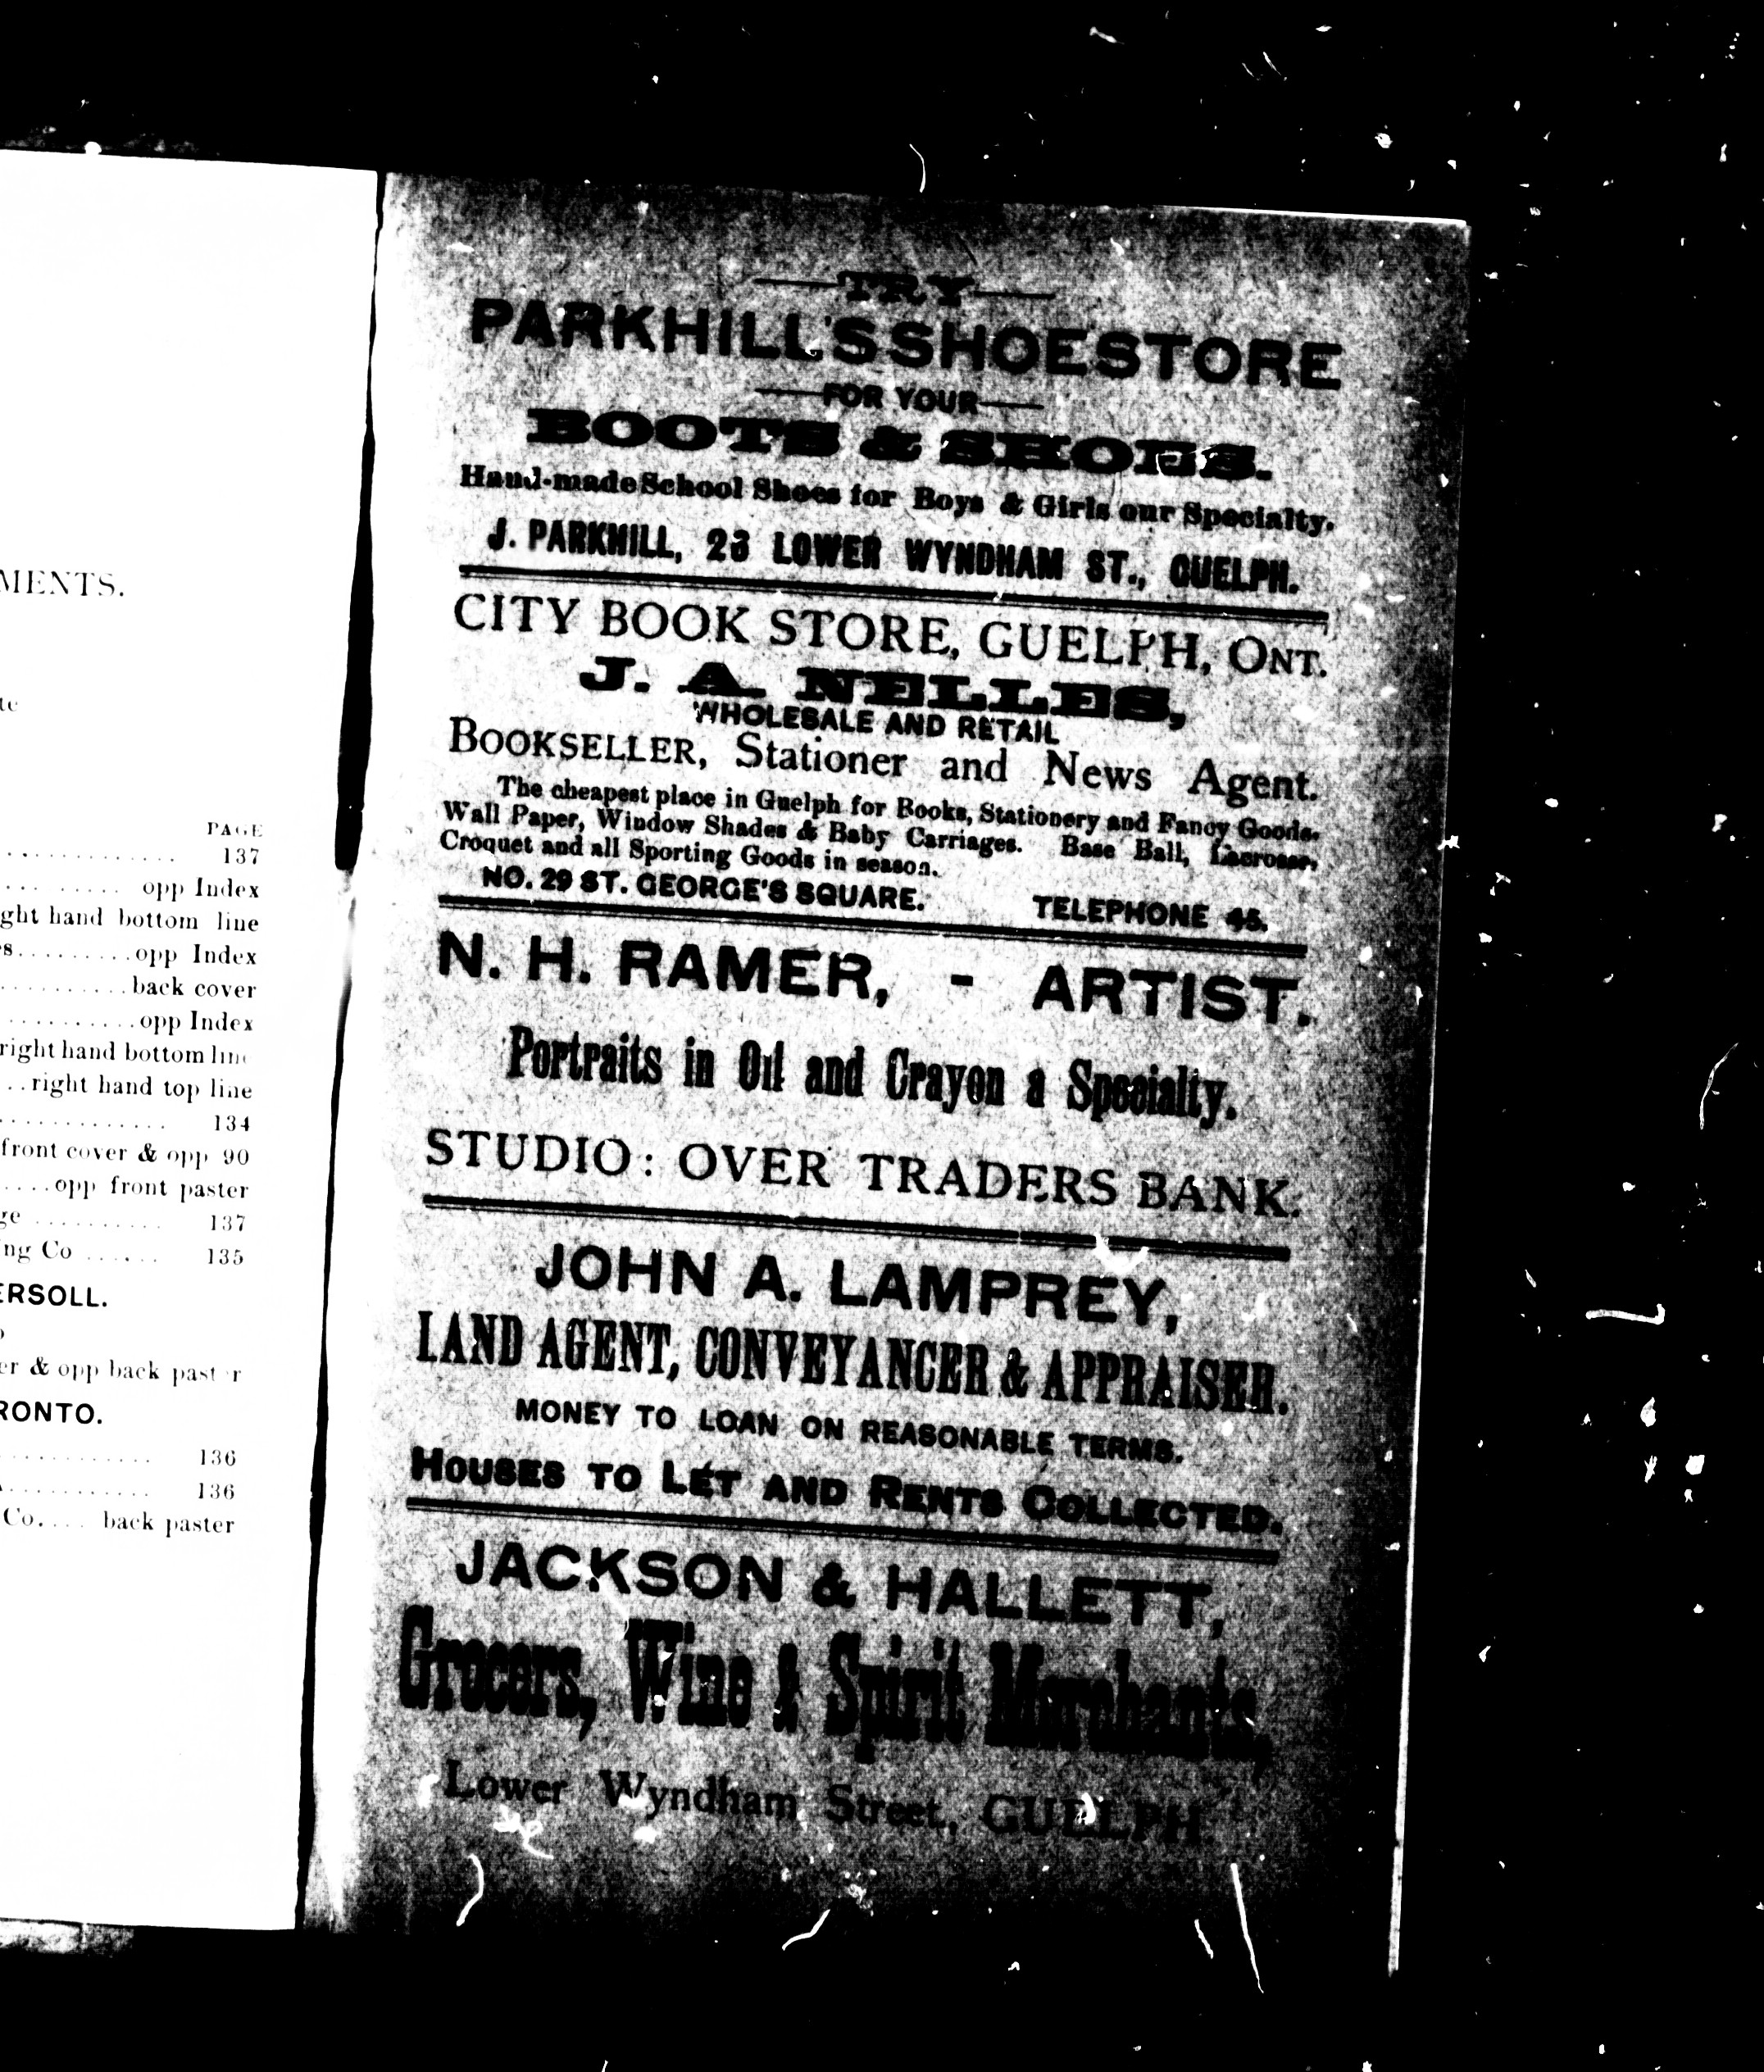 MENTS.
PAGE
137
opp Index
ght hand bottom line
s.........opp Index
..........back cover
..........opp Index
right hand bottom line
..right hand top line
134
front cover & opp 90
....opp front paster
ge .......... 137
ing Co ...... 135
ERSOLL.
er & opp back paster
RONTO.
136
136
Co.... back paster
—TRY—
PARKHILL'S SHOE STORE
—FOR YOUR—
BOOTS & SHOES.
Hand-made School Shoes for Boys & Girls our Specialty.
J. PARKHILL, 23 LOWER WYNDHAM ST., GUELPH.
CITY BOOK STORE, GUELPH, ONT.
J. A. NELLES,
WHOLESALE AND RETAIL
BOOKSELLER, Stationer and News Agent.
The cheapest place in Guelph for Books, Stationery and Fancy Goods.
Wall Paper, Window Shades & Baby Carriages. Base Ball, Lacrosse,
Croquet and all Sporting Goods in season.
NO. 29 ST. GEORGE'S SQUARE. TELEPHONE 45.
N. H. RAMER, - ARTIST.
Portraits in Oil and Crayon a Specialty.
STUDIO: OVER TRADERS BANK.
JOHN A. LAMPREY,
LAND AGENT, CONVEYANCER & APPRAISER.
MONEY TO LOAN ON REASONABLE TERMS.
HOUSES TO LET AND RENTS COLLECTED.
JACKSON & HALLETT,
Grocers, Wine & Spirit Merchants,
Lower Wyndham Street, GUELPH.